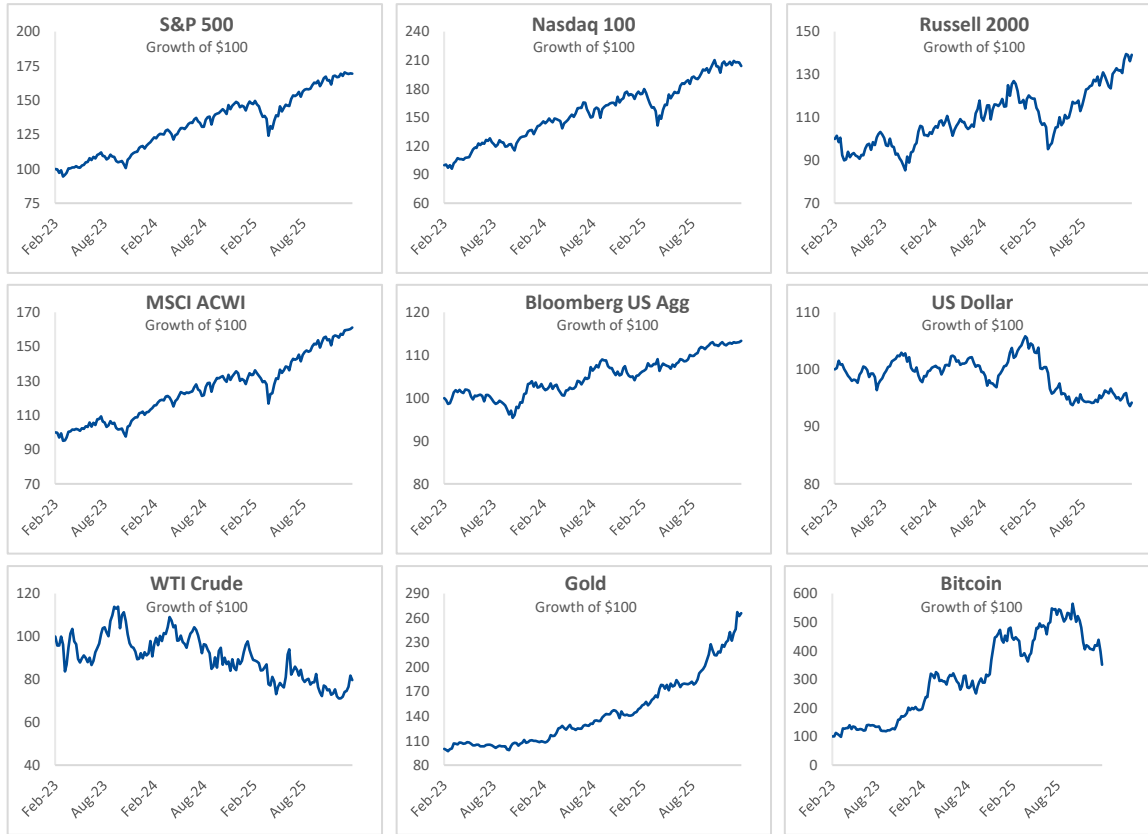 S&P 500
Growth of $100
200
175
150
125
100
75
Feb-23
Aug-23
Feb-24
Aug-24
Feb-25
Aug-25
Nasdaq 100
Growth of $100
210
180
150
120
90
60
Feb-23
Aug-23
Feb-24
Aug-24
Feb-25
Aug-25
Russell 2000
Growth of $100
150
130
110
90
70
Feb-23
Aug-23
Feb-24
Aug-24
Feb-25
Aug-25
MSCI ACWI
Growth of $100
170
150
130
110
90
70
Feb-23
Aug-23
Feb-24
Aug-24
Feb-25
Aug-25
Bloomberg US Agg
Growth of $100
120
110
100
90
80
Feb-23
Aug-23
Feb-24
Aug-24
Feb-25
Aug-25
US Dollar
Growth of $100
110
100
90
80
Feb-23
Aug-23
Feb-24
Aug-24
Feb-25
Aug-25
WTI Crude
Growth of $100
120
100
80
60
40
Feb-23
Aug-23
Feb-24
Aug-24
Feb-25
Aug-25
Gold
Growth of $100
290
260
230
200
170
140
110
80
Feb-23
Aug-23
Feb-24
Aug-24
Feb-25
Aug-25
Bitcoin
Growth of $100
600
500
400
300
200
100
0
Feb-23
Aug-23
Feb-24
Aug-24
Feb-25
Aug-25